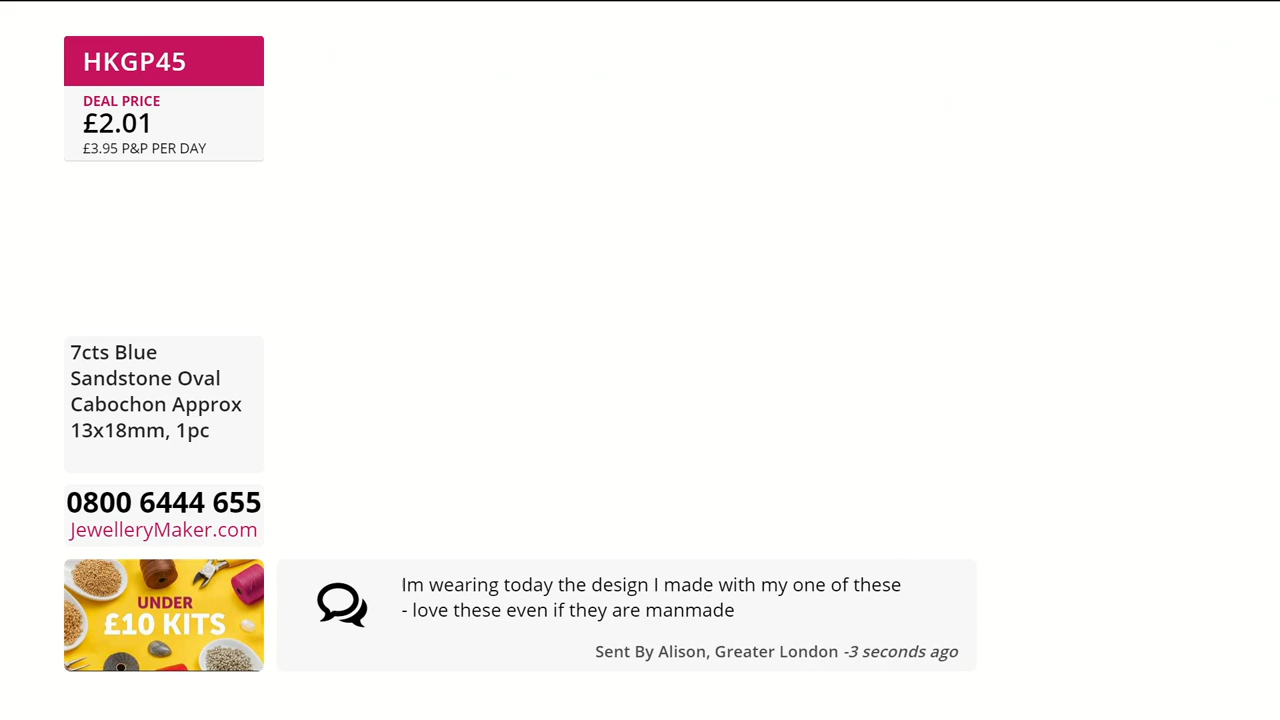 HKGP45
DEAL PRICE
£2.01
£3.95 P&P PER DAY
7cts Blue
Sandstone Oval
Cabochon Approx
13x18mm, 1pc
0800 6444 655
JewelleryMaker.com
UNDER
£10 KITS
Im wearing today the design I made with my one of these
- love these even if they are manmade
Sent By Alison, Greater London -3 seconds ago